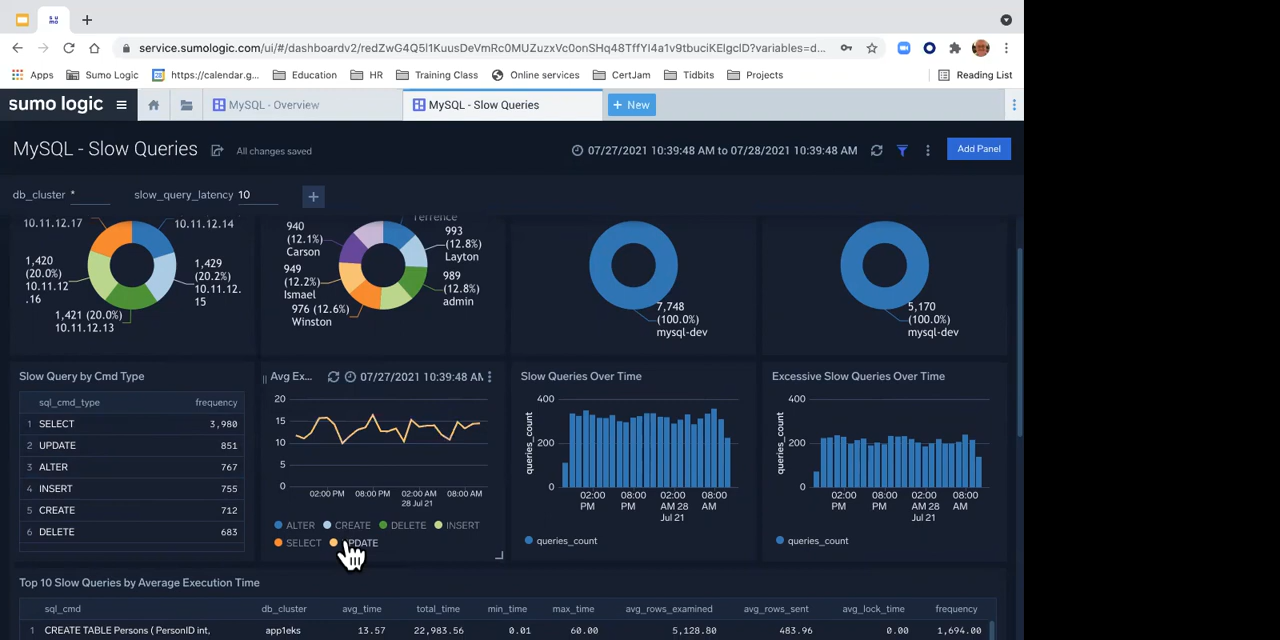 service.sumologic.com/ui/#/dashboardv2/redZwG4Q5l1KuusDeVmRc0MUZuzxVc0onSHq48TffYl4a1v9tbuciKElgclD?variables=d...
Apps Sumo Logic https://calendar.g... Education HR Training Class Online services CertJam Tidbits Projects Reading List
sumo logic MySQL - Overview MySQL - Slow Queries + New
MySQL - Slow Queries All changes saved 07/27/2021 10:39:48 AM to 07/28/2021 10:39:48 AM Add Panel
db_cluster * slow_query_latency 10
10.11.12.17
10.11.12.14
1,420
(20.0%)
10.11.12
.16
1,429
(20.2%)
10.11.12.
15
1,421 (20.0%)
10.11.12.13
Terrence
940
(12.1%)
Carson
993
(12.8%)
Layton
949
(12.2%)
Ismael
989
(12.8%)
admin
976 (12.6%)
Winston
7,748
(100.0%)
mysql-dev
5,170
(100.0%)
mysql-dev
Slow Query by Cmd Type
sql_cmd_type frequency
1 SELECT 3,980
2 UPDATE 851
3 ALTER 767
4 INSERT 755
5 CREATE 712
6 DELETE 683
Avg Ex... 07/27/2021 10:39:48 AM
20
15
10
5
0
02:00 PM 08:00 PM 02:00 AM 08:00 AM
28 Jul 21
ALTER CREATE DELETE INSERT
SELECT UPDATE
Slow Queries Over Time
queries_count
400
200
0
02:00 PM 08:00 PM 02:00 AM 28 Jul 21 08:00 AM
queries_count
Excessive Slow Queries Over Time
queries_count
400
200
0
02:00 PM 08:00 PM 02:00 AM 28 Jul 21 08:00 AM
queries_count
Top 10 Slow Queries by Average Execution Time
sql_cmd db_cluster avg_time total_time min_time max_time avg_rows_examined avg_rows_sent avg_lock_time frequency
1 CREATE TABLE Persons ( PersonID int, app1eks 13.57 22,983.56 0.01 60.00 5,128.80 483.96 0.00 1,694.00